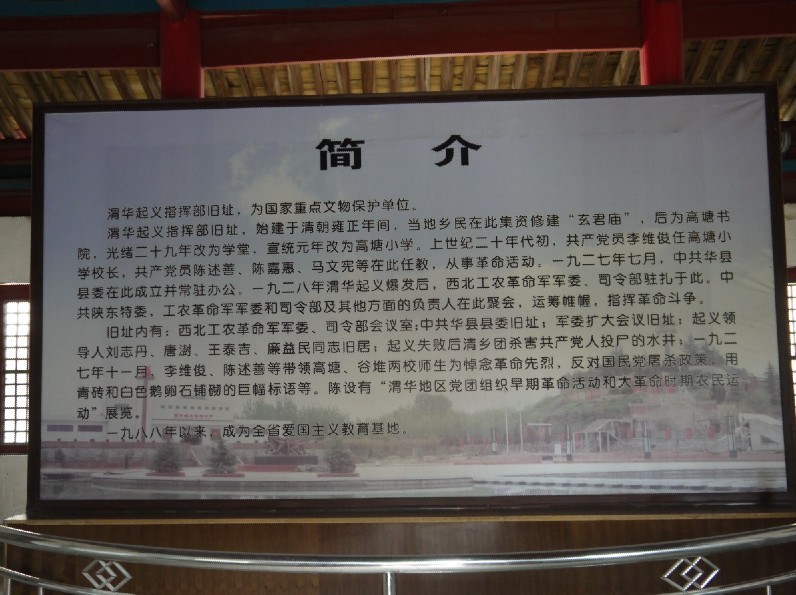 简 介
渭华起义指挥部旧址，为国家重点文物保护单位。
渭华起义指挥部旧址，始建于清朝雍正年间，当地乡民在此集资修建“玄君庙”，后为高塘书
院，光绪二十九年改为学堂，宣统元年改为高塘小学。上世纪二十年代初，共产党员李维俊任高塘小
学校长，共产党员陈述善、陈嘉惠、马文宪等在此任教，从事革命活动。一九二七年七月，中共华县
县委在此成立并常驻办公。一九二八年渭华起义爆发后，西北工农革命军军委、司令部驻扎于此。中
共陕东特委，工农革命军军委和司令部及其他方面的负责人在此聚会，运筹帷幄，指挥革命斗争。
旧址内有：西北工农革命军军委、司令部会议室；中共华县县委旧址；军委扩大会议旧址；起义领
导人刘志丹、唐澍、王泰吉、廉益民同志旧居；起义失败后清乡团杀害共产党人投尸的水井；一九二
七年十一月，李维俊、陈述善等带领高塘、谷堆两校师生为悼念革命先烈，反对国民党屠杀政策，用
青砖和白色鹅卵石铺砌的巨幅标语等。陈设有“渭华地区党团组织早期革命活动和大革命时期农民运
动”展览。
一九八八年以来，成为全省爱国主义教育基地。